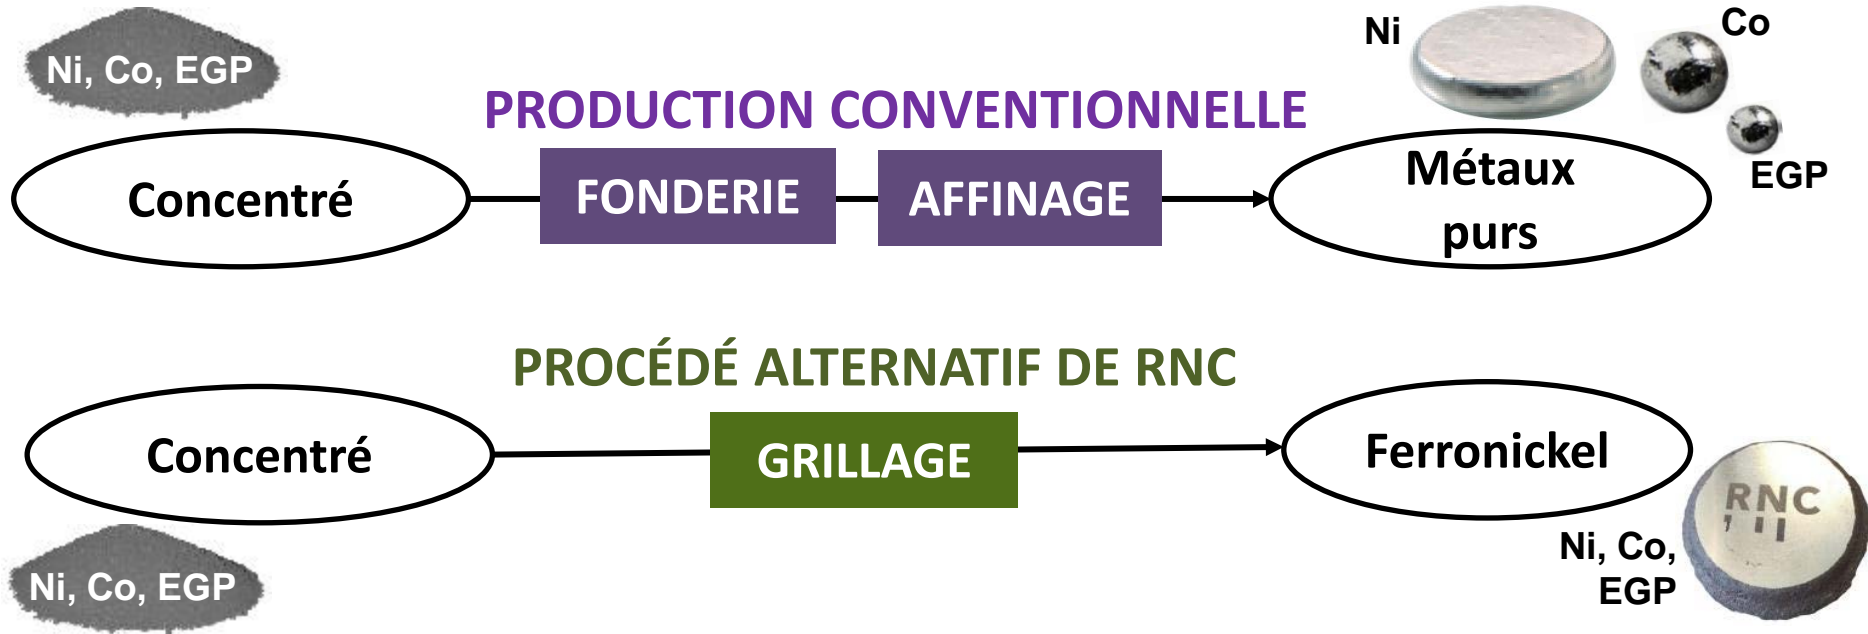 Ni, Co, EGP
Ni
Co
EGP
PRODUCTION CONVENTIONNELLE
Concentré
FONDERIE
AFFINAGE
Métaux
purs
PROCÉDÉ ALTERNATIF DE RNC
Concentré
GRILLAGE
Ferronickel
RNC
Ni, Co,
EGP
Ni, Co, EGP